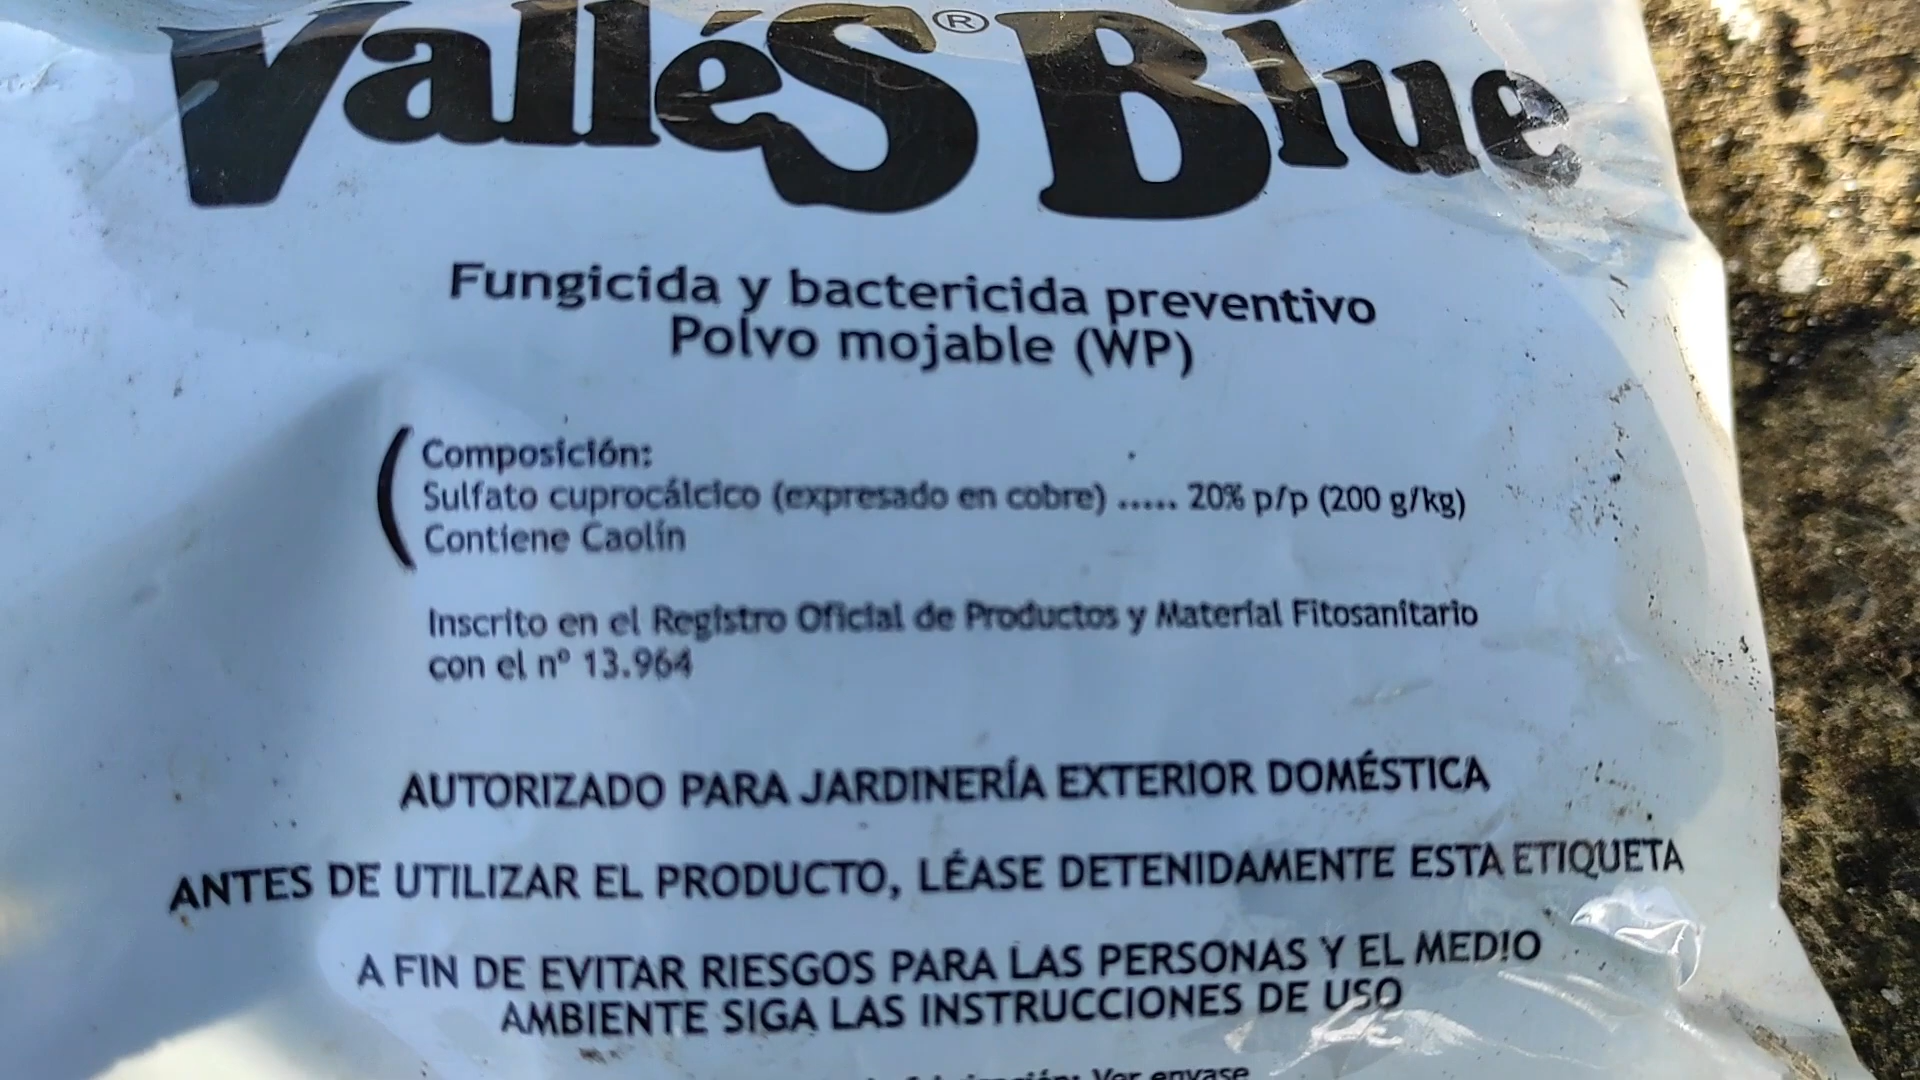 ValléS® Blue
Fungicida y bactericida preventivo
Polvo mojable (WP)
Composición:
Sulfato cuprocálcico (expresado en cobre) ..... 20% p/p (200 g/kg)
Contiene Caolín
Inscrito en el Registro Oficial de Productos y Material Fitosanitario
con el nº 13.964
AUTORIZADO PARA JARDINERÍA EXTERIOR DOMÉSTICA
ANTES DE UTILIZAR EL PRODUCTO, LÉASE DETENIDAMENTE ESTA ETIQUETA
A FIN DE EVITAR RIESGOS PARA LAS PERSONAS Y EL MEDIO
AMBIENTE SIGA LAS INSTRUCCIONES DE USO
Ver envase